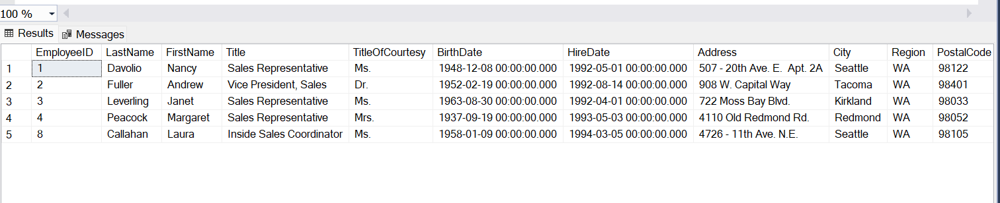 100 %
Results Messages
EmployeeID LastName FirstName Title TitleOfCourtesy BirthDate HireDate Address City Region PostalCode
1 1 Davolio Nancy Sales Representative Ms. 1948-12-08 00:00:00.000 1992-05-01 00:00:00.000 507 - 20th Ave. E.  Apt. 2A Seattle WA 98122
2 2 Fuller Andrew Vice President, Sales Dr. 1952-02-19 00:00:00.000 1992-08-14 00:00:00.000 908 W. Capital Way Tacoma WA 98401
3 3 Leverling Janet Sales Representative Ms. 1963-08-30 00:00:00.000 1992-04-01 00:00:00.000 722 Moss Bay Blvd. Kirkland WA 98033
4 4 Peacock Margaret Sales Representative Mrs. 1937-09-19 00:00:00.000 1993-05-03 00:00:00.000 4110 Old Redmond Rd. Redmond WA 98052
5 8 Callahan Laura Inside Sales Coordinator Ms. 1958-01-09 00:00:00.000 1994-03-05 00:00:00.000 4726 - 11th Ave. N.E. Seattle WA 98105